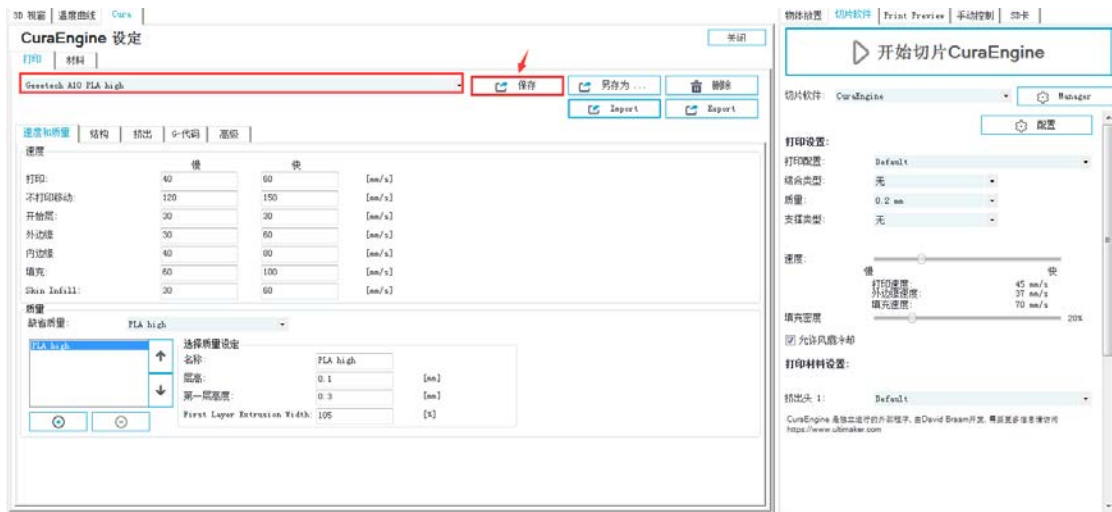 3D 视窗 温度曲线 Cura
CuraEngine 设定
关闭
打印 材料
Geeetech A10 PLA high
保存
另存为 ...
删除
Import
Export
速度和质量 结构 挤出 G-代码 高级
速度
慢 快
打印: 40 60 [mm/s]
不打印移动: 120 150 [mm/s]
开始层: 30 30 [mm/s]
外边缘 30 60 [mm/s]
内边缘 40 80 [mm/s]
填充: 60 100 [mm/s]
Skin Infill: 30 60 [mm/s]
质量
缺省质量: PLA high
PLA high
选择质量设定
名称: PLA high
层高: 0.1 [mm]
第一层高度: 0.3 [mm]
First Layer Extrusion Width: 105 [%]
物体放置 切片软件 Print Preview 手动控制 SD卡
开始切片CuraEngine
切片软件: CuraEngine
Manager
配置
打印设置:
打印配置: Default
结合类型: 无
质量: 0.2 mm
支撑类型: 无
速度:
慢 快
打印速度: 45 mm/s
外边缘速度: 37 mm/s
填充速度: 70 mm/s
填充密度 20%
允许风扇冷却
打印材料设置:
挤出头 1: Default
CuraEngine 是独立运行的外部程序, 由David Braam开发. 需要更多信息请访问
https://www.ultimaker.com